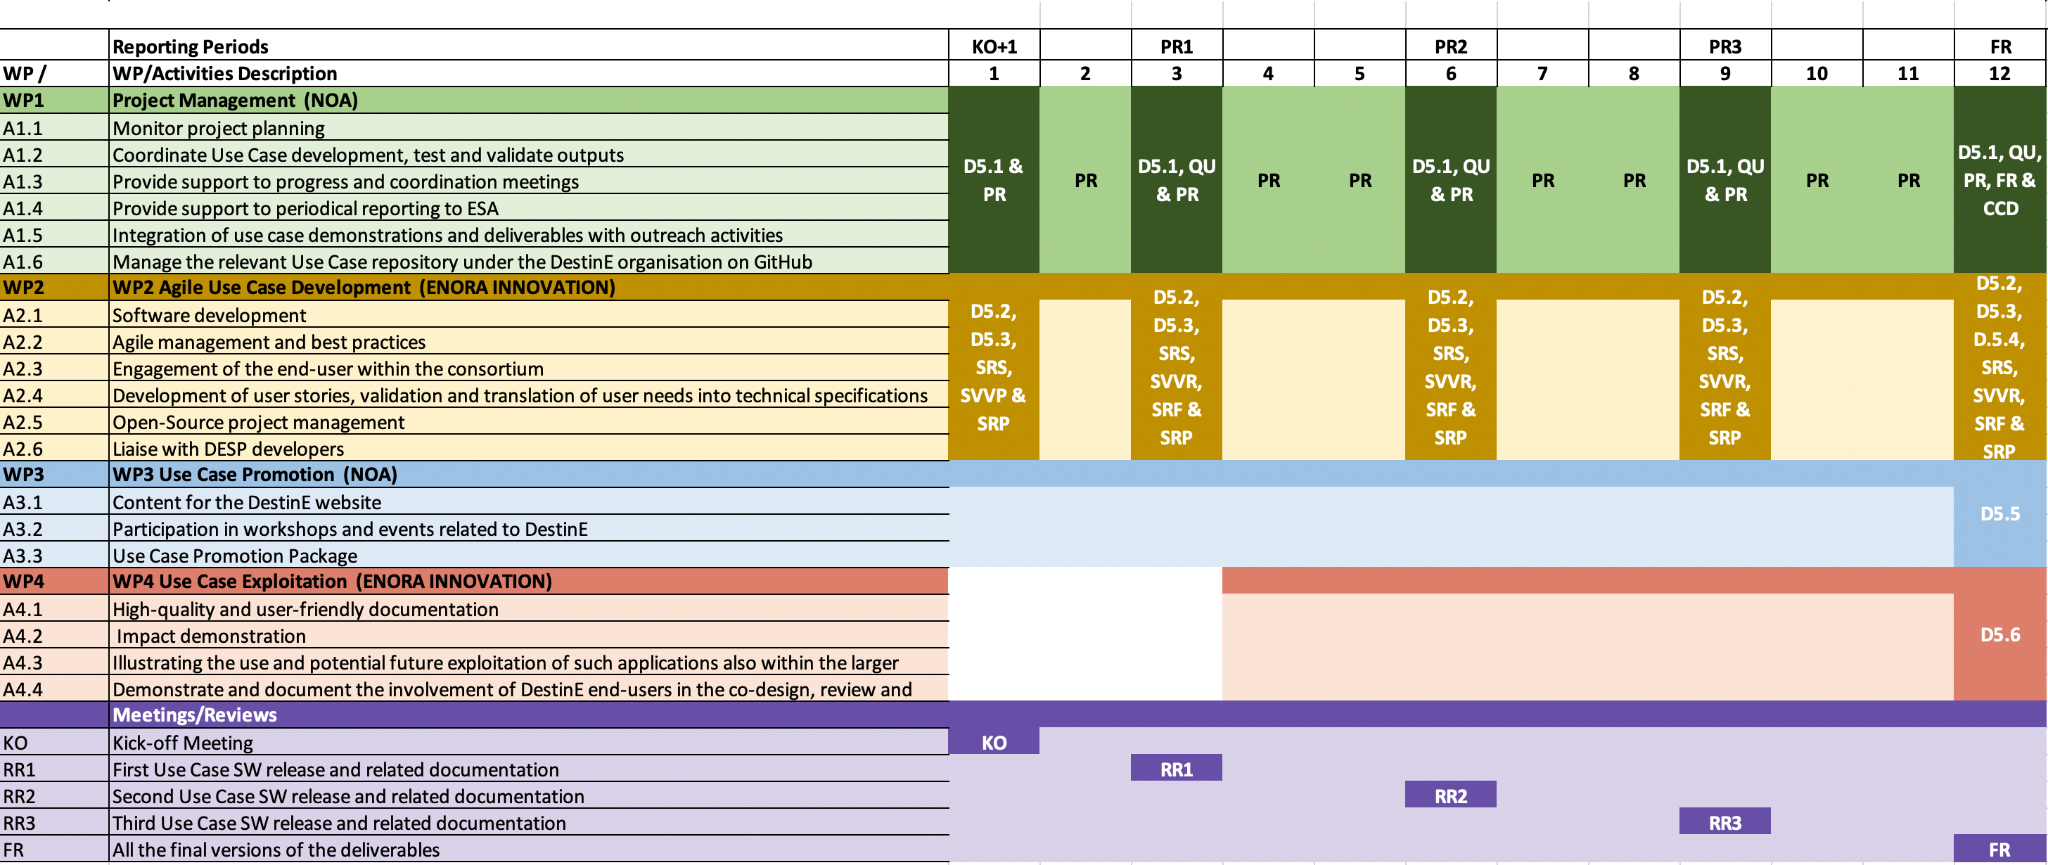 Reporting Periods KO+1 PR1 PR2 PR3 FR
WP / WP/Activities Description 1 2 3 4 5 6 7 8 9 10 11 12
WP1 Project Management (NOA)
A1.1 Monitor project planning
A1.2 Coordinate Use Case development, test and validate outputs
A1.3 Provide support to progress and coordination meetings
A1.4 Provide support to periodical reporting to ESA
A1.5 Integration of use case demonstrations and deliverables with outreach activities
A1.6 Manage the relevant Use Case repository under the DestinE organisation on GitHub
D5.1 &
PR
PR
D5.1, QU
& PR
PR
PR
D5.1, QU
& PR
PR
PR
D5.1, QU
& PR
PR
PR
D5.1, QU,
PR, FR &
CCD
WP2 WP2 Agile Use Case Development (ENORA INNOVATION)
A2.1 Software development
A2.2 Agile management and best practices
A2.3 Engagement of the end-user within the consortium
A2.4 Development of user stories, validation and translation of user needs into technical specifications
A2.5 Open-Source project management
A2.6 Liaise with DESP developers
D5.2,
D5.3,
SRS,
SVVP &
SRP
D5.2,
D5.3,
SRS,
SVVR,
SRF &
SRP
D5.2,
D5.3,
SRS,
SVVR,
SRF &
SRP
D5.2,
D5.3,
SRS,
SVVR,
SRF &
SRP
D5.2,
D5.3,
D.5.4,
SRS,
SVVR,
SRF &
SRP
WP3 WP3 Use Case Promotion (NOA)
A3.1 Content for the DestinE website
A3.2 Participation in workshops and events related to DestinE
A3.3 Use Case Promotion Package
D5.5
WP4 WP4 Use Case Exploitation (ENORA INNOVATION)
A4.1 High-quality and user-friendly documentation
A4.2 Impact demonstration
A4.3 Illustrating the use and potential future exploitation of such applications also within the larger
A4.4 Demonstrate and document the involvement of DestinE end-users in the co-design, review and
D5.6
Meetings/Reviews
KO Kick-off Meeting KO
RR1 First Use Case SW release and related documentation RR1
RR2 Second Use Case SW release and related documentation RR2
RR3 Third Use Case SW release and related documentation RR3
FR All the final versions of the deliverables FR